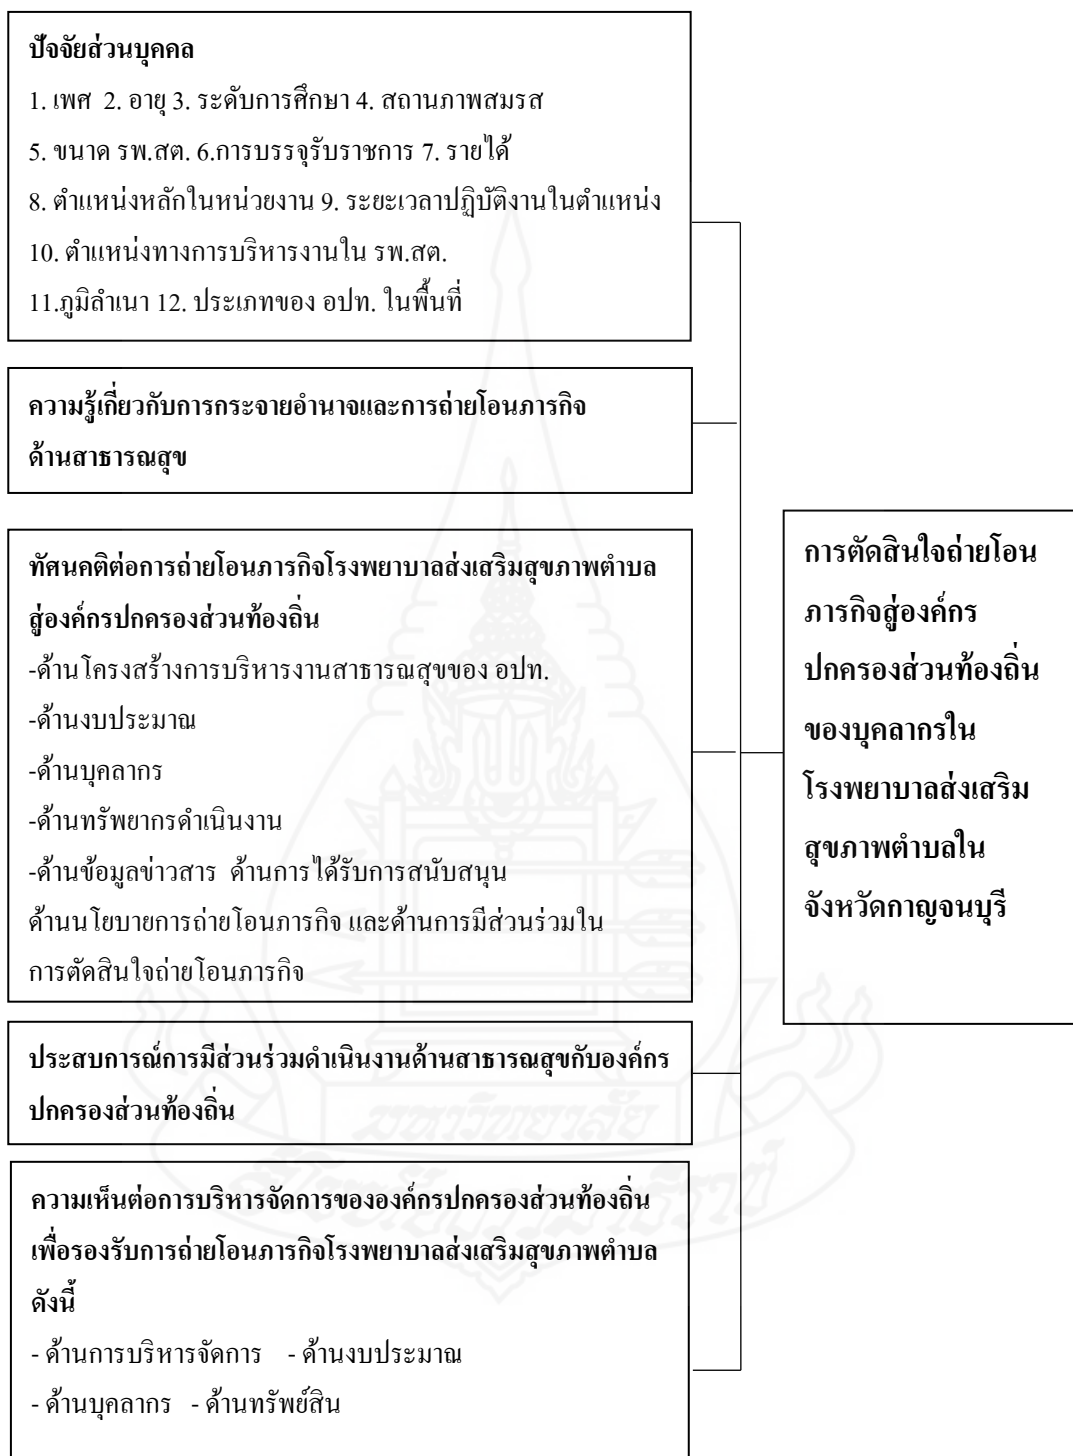 ปัจจัยส่วนบุคคล
1. เพศ 2. อายุ 3. ระดับการศึกษา 4. สถานภาพสมรส
5. ขนาด รพ.สต. 6.การบรรจุรับราชการ 7. รายได้
8. ตำแหน่งหลักในหน่วยงาน 9. ระยะเวลาปฏิบัติงานในตำแหน่ง
10. ตำแหน่งทางการบริหารงานใน รพ.สต.
11.ภูมิลำเนา 12. ประเภทของ อปท. ในพื้นที่
ความรู้เกี่ยวกับการกระจายอำนาจและการถ่ายโอนภารกิจ
ด้านสาธารณสุข
ทัศนคติต่อการถ่ายโอนภารกิจโรงพยาบาลส่งเสริมสุขภาพตำบล
สู่องค์กรปกครองส่วนท้องถิ่น
-ด้านโครงสร้างการบริหารงานสาธารณสุขของ อปท.
-ด้านงบประมาณ
-ด้านบุคลากร
-ด้านทรัพยากรดำเนินงาน
-ด้านข้อมูลข่าวสาร ด้านการได้รับการสนับสนุน
ด้านนโยบายการถ่ายโอนภารกิจ และด้านการมีส่วนร่วมใน
การตัดสินใจถ่ายโอนภารกิจ
ประสบการณ์การมีส่วนร่วมดำเนินงานด้านสาธารณสุขกับองค์กร
ปกครองส่วนท้องถิ่น
ความเห็นต่อการบริหารจัดการขององค์กรปกครองส่วนท้องถิ่น
เพื่อรองรับการถ่ายโอนภารกิจโรงพยาบาลส่งเสริมสุขภาพตำบล
ดังนี้
- ด้านการบริหารจัดการ - ด้านงบประมาณ
- ด้านบุคลากร - ด้านทรัพย์สิน
การตัดสินใจถ่ายโอน
ภารกิจสู่องค์กร
ปกครองส่วนท้องถิ่น
ของบุคลากรใน
โรงพยาบาลส่งเสริม
สุขภาพตำบลใน
จังหวัดกาญจนบุรี
มหาวิทยาลัย
สุโขทัยธรรมาธิราช